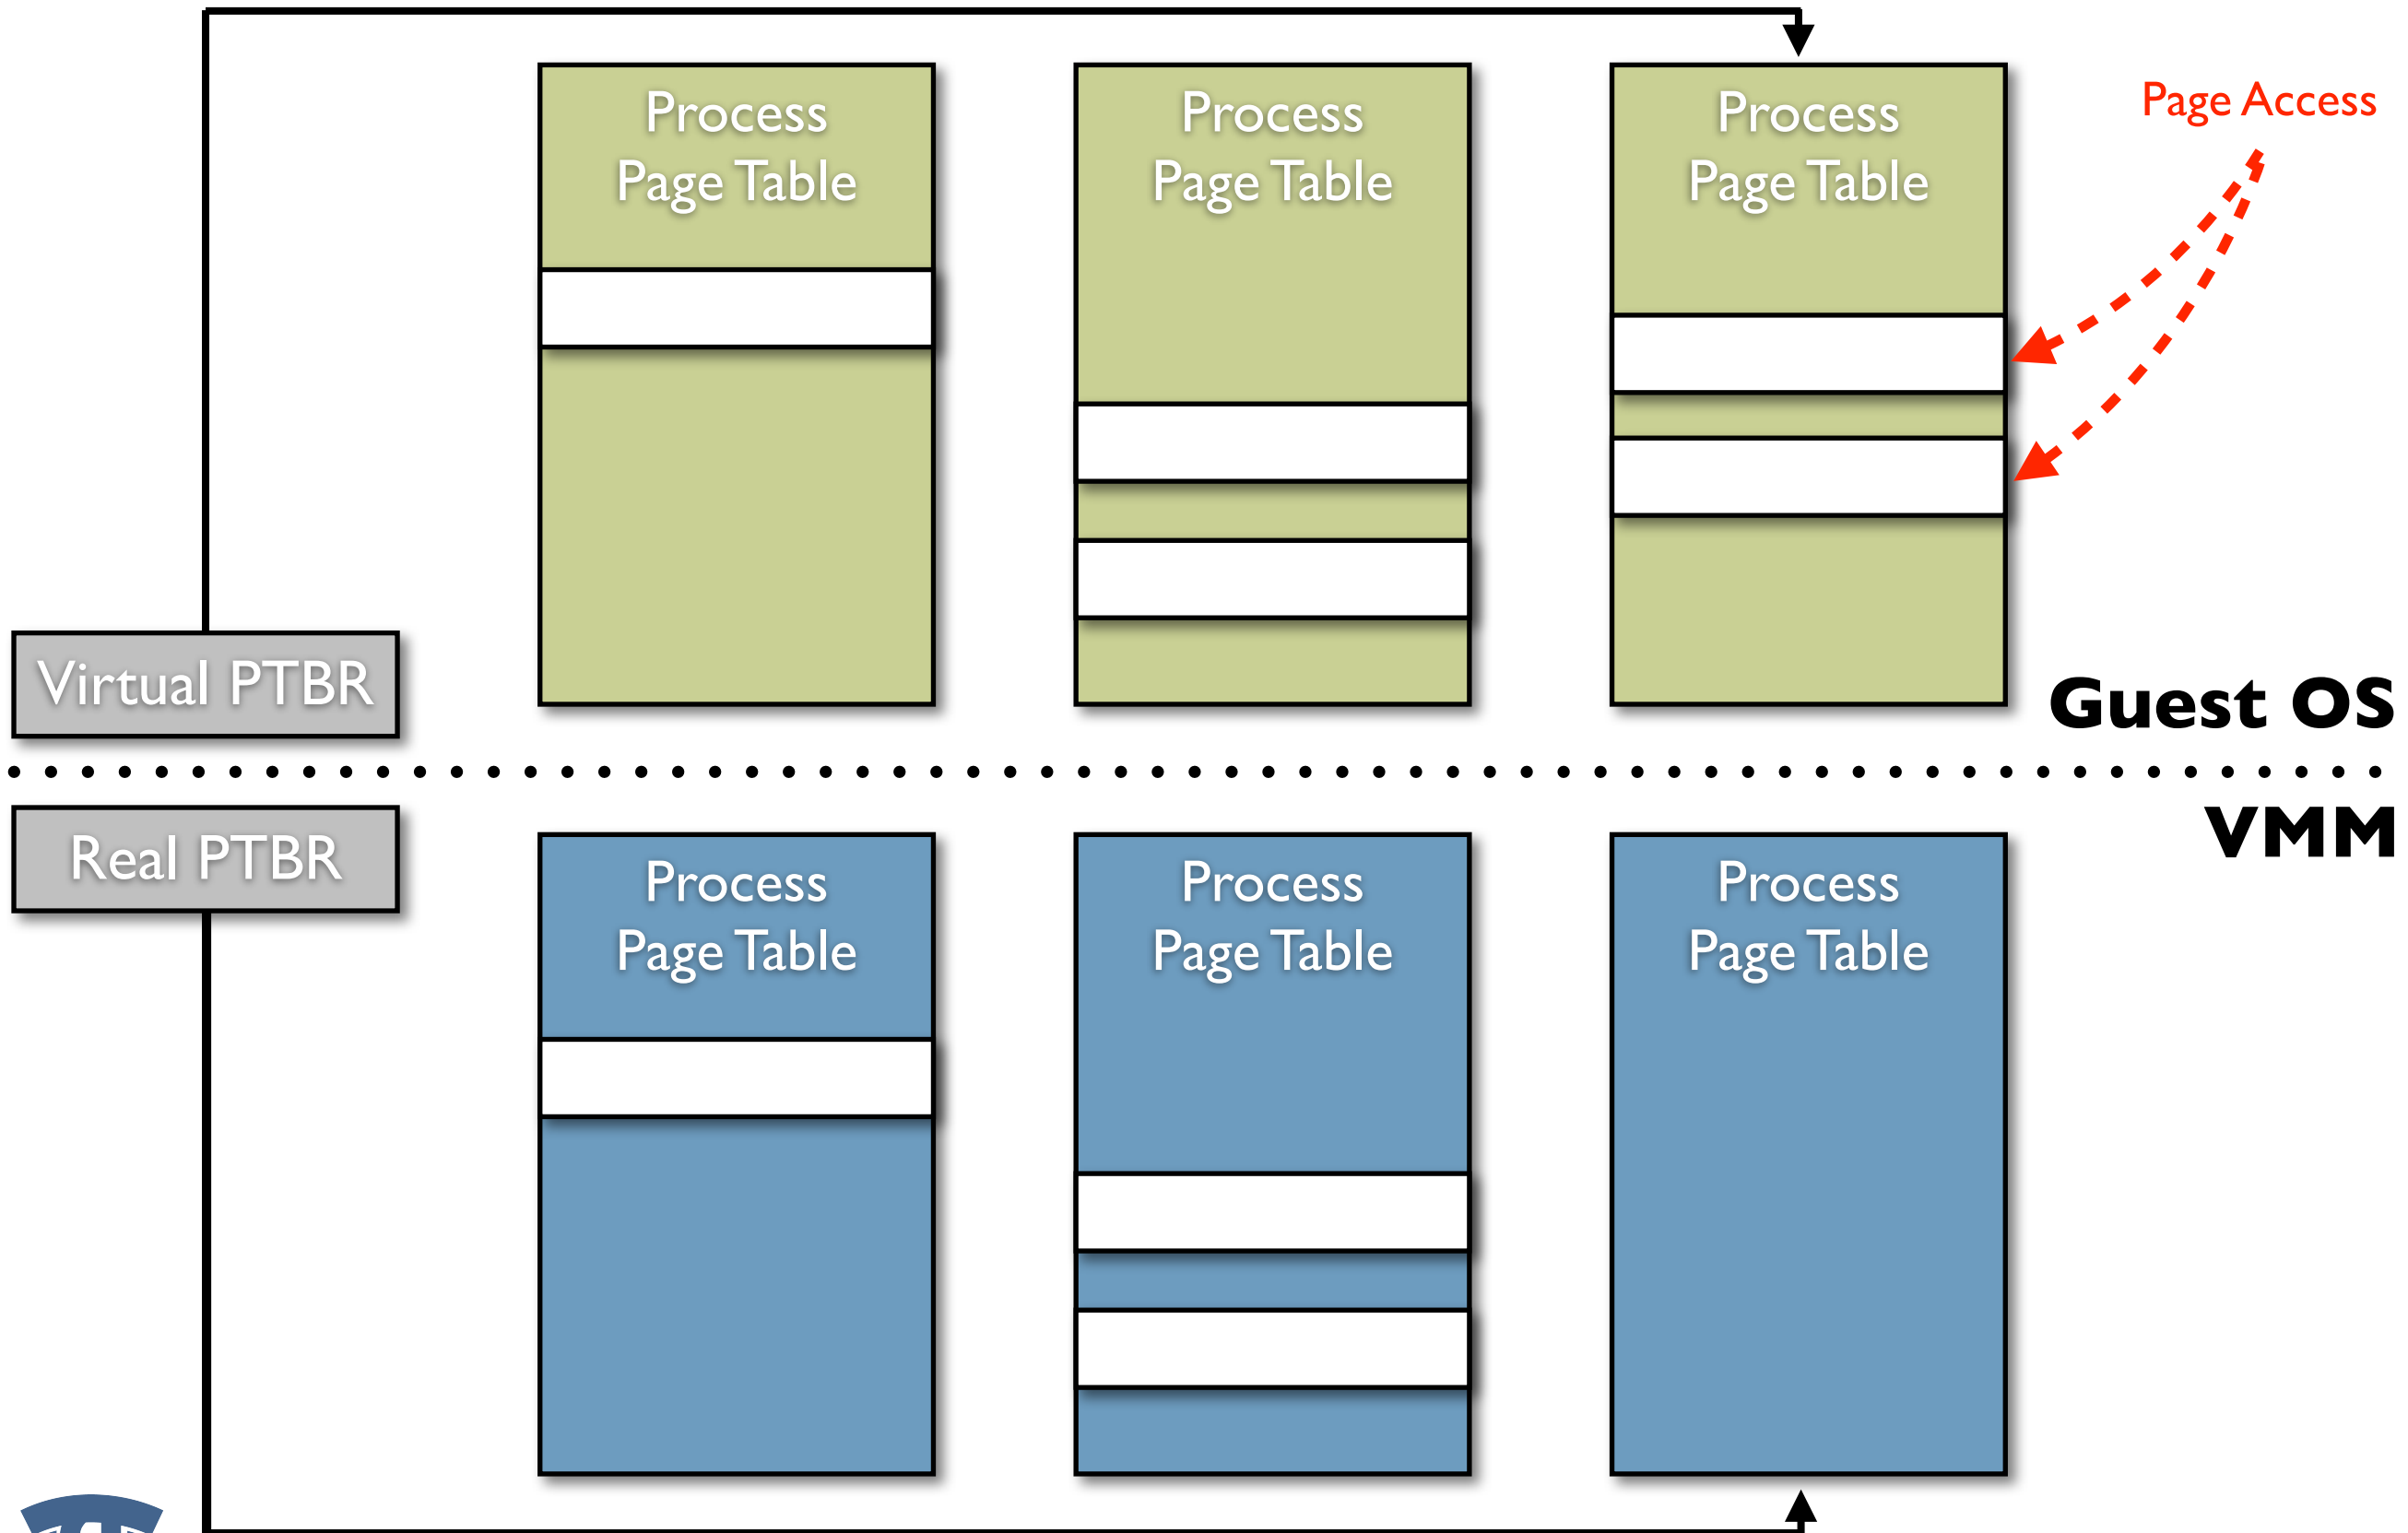 Process
Page Table
Process
Page Table
Process
Page Table
Page Access
Virtual PTBR
Guest OS
Real PTBR
VMM
Process
Page Table
Process
Page Table
Process
Page Table